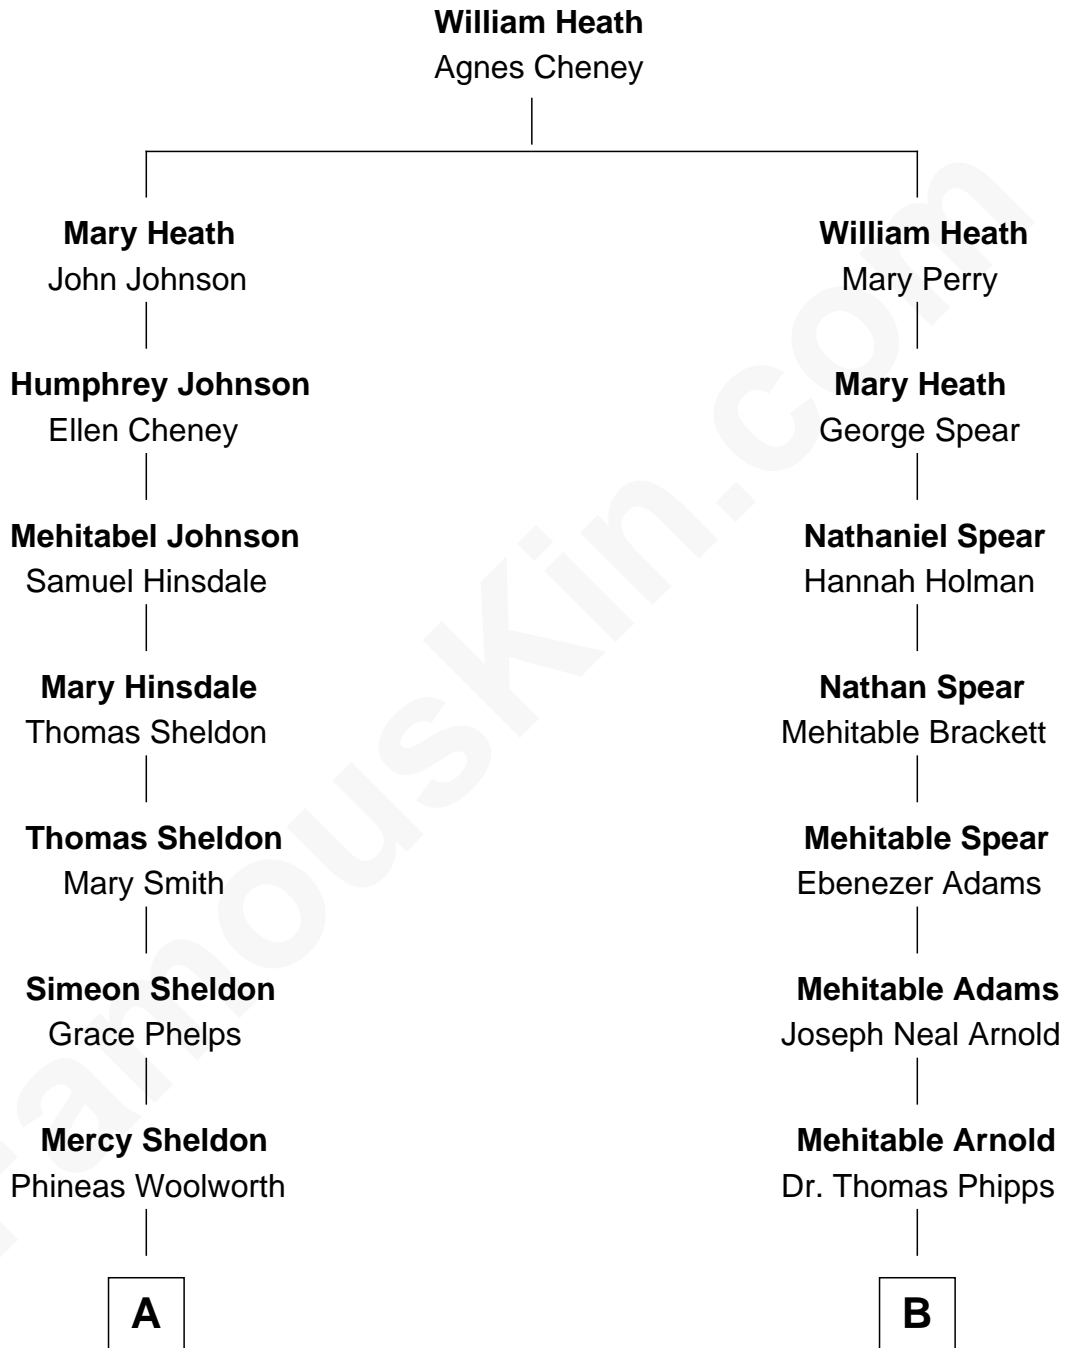 William Heath
Agnes Cheney
Mary Heath
John Johnson
William Heath
Mary Perry
Humphrey Johnson
Ellen Cheney
Mary Heath
George Spear
Mehitabel Johnson
Samuel Hinsdale
Nathaniel Spear
Hannah Holman
Mary Hinsdale
Thomas Sheldon
Nathan Spear
Mehitable Brackett
Thomas Sheldon
Mary Smith
Mehitable Spear
Ebenezer Adams
Simeon Sheldon
Grace Phelps
Mehitable Adams
Joseph Neal Arnold
Mercy Sheldon
Phineas Woolworth
Mehitable Arnold
Dr. Thomas Phipps
A
B
FamousKin.com